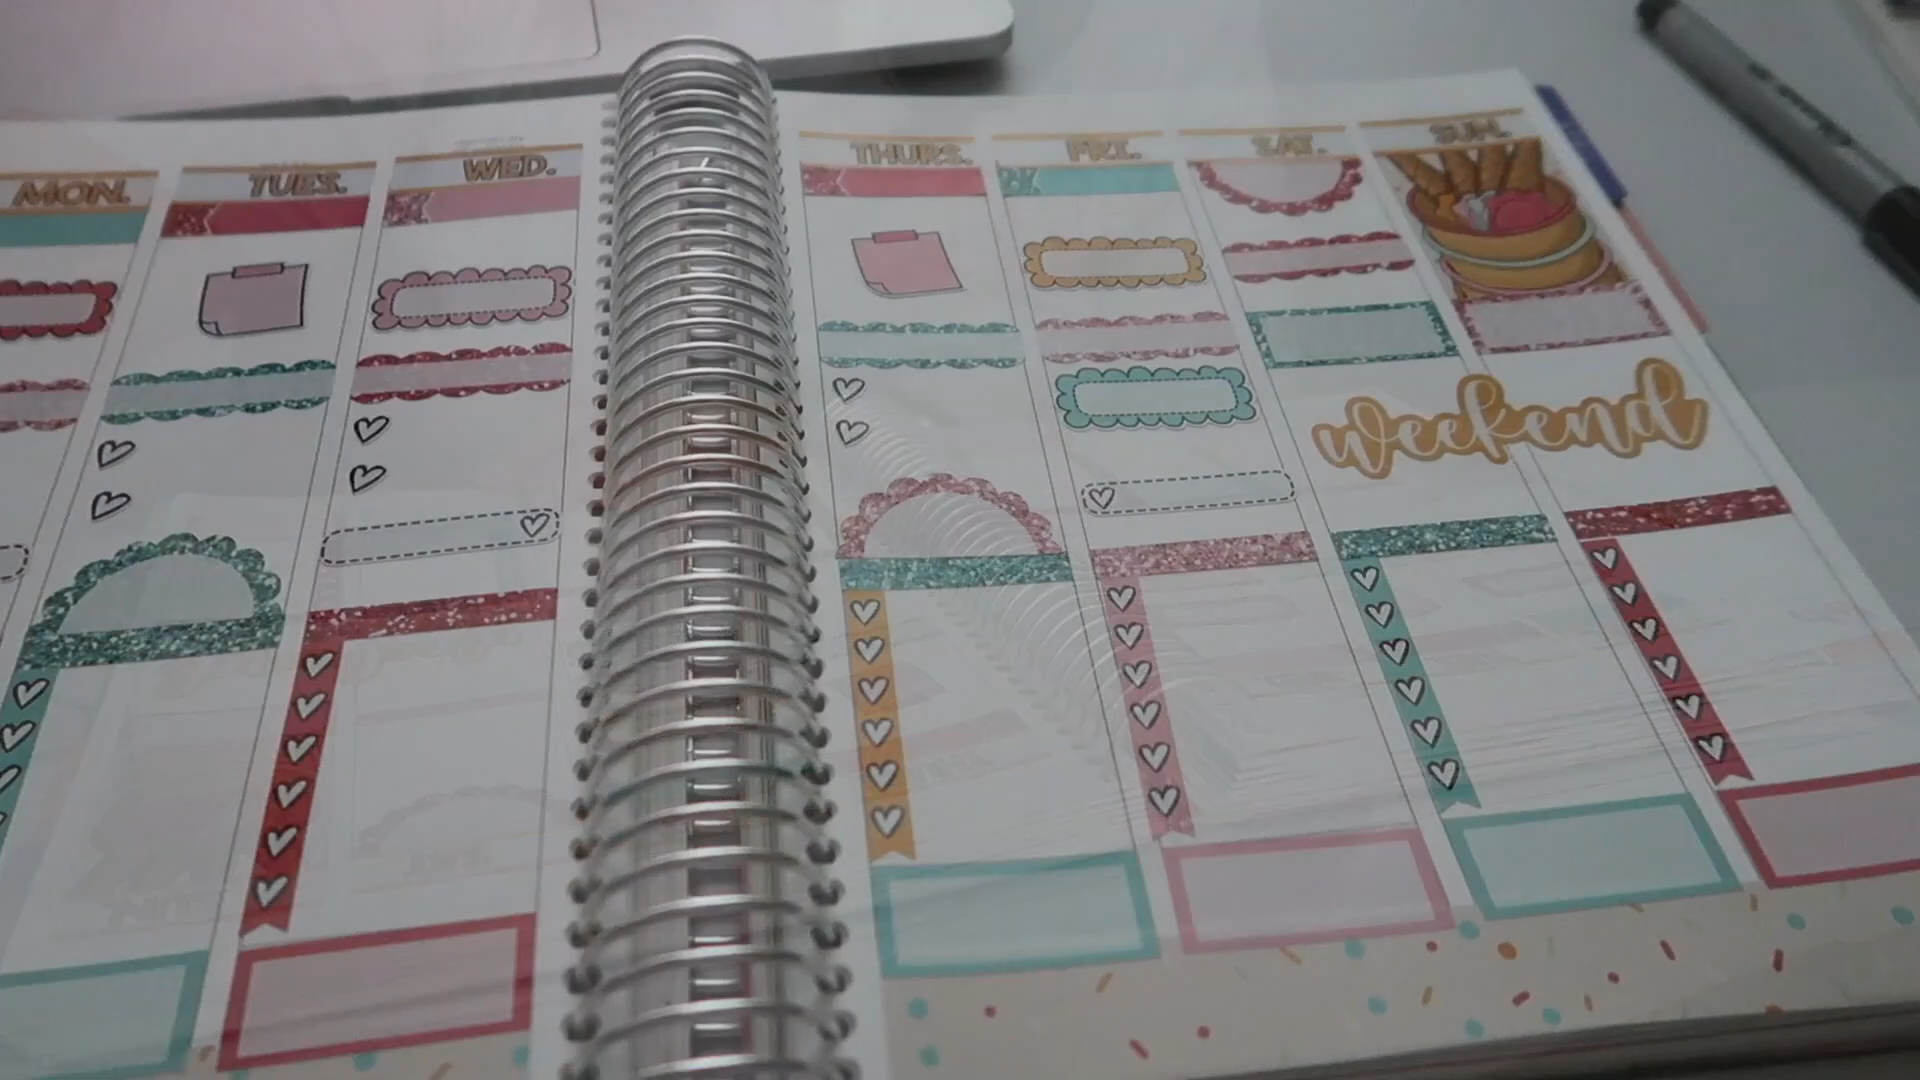 MON.
TUES.
WED.
THURS.
FRI.
SAT.
SUN.
weekend